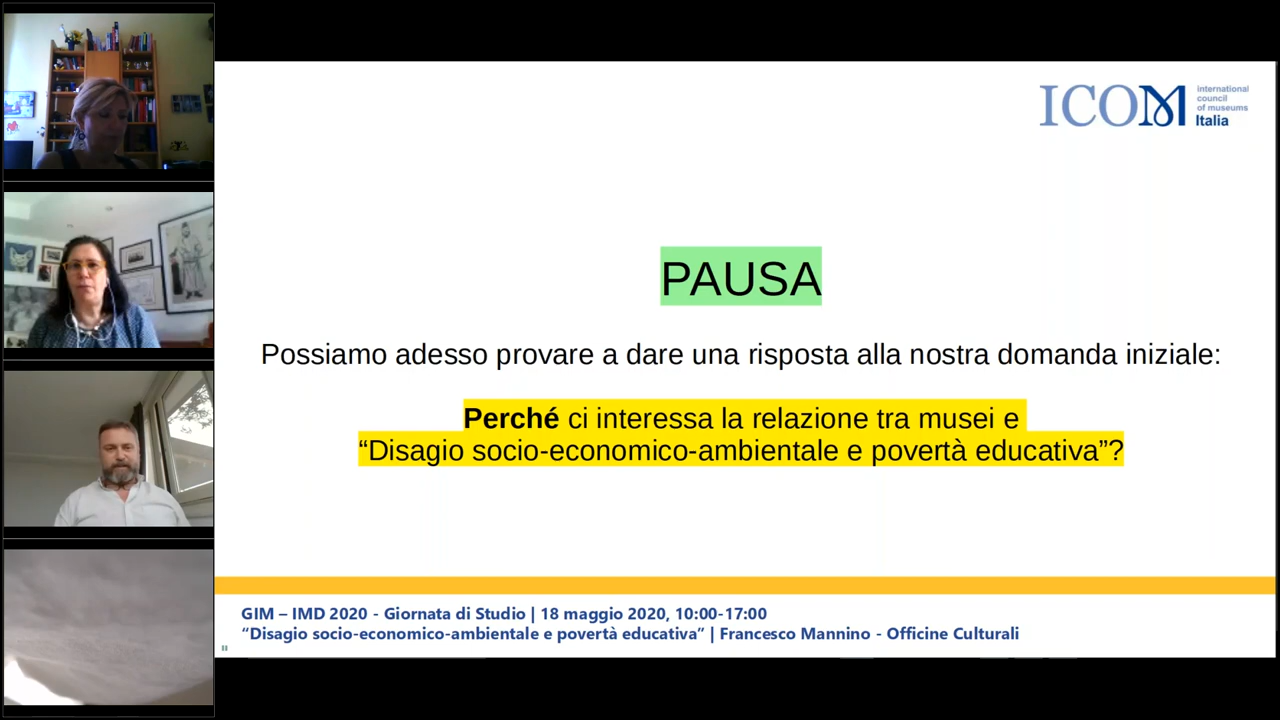 ICOM
international
council
of museums
Italia
PAUSA
Possiamo adesso provare a dare una risposta alla nostra domanda iniziale:
Perché ci interessa la relazione tra musei e
“Disagio socio-economico-ambientale e povertà educativa”?
GIM – IMD 2020 - Giornata di Studio | 18 maggio 2020, 10:00-17:00
“Disagio socio-economico-ambientale e povertà educativa” | Francesco Mannino - Officine Culturali